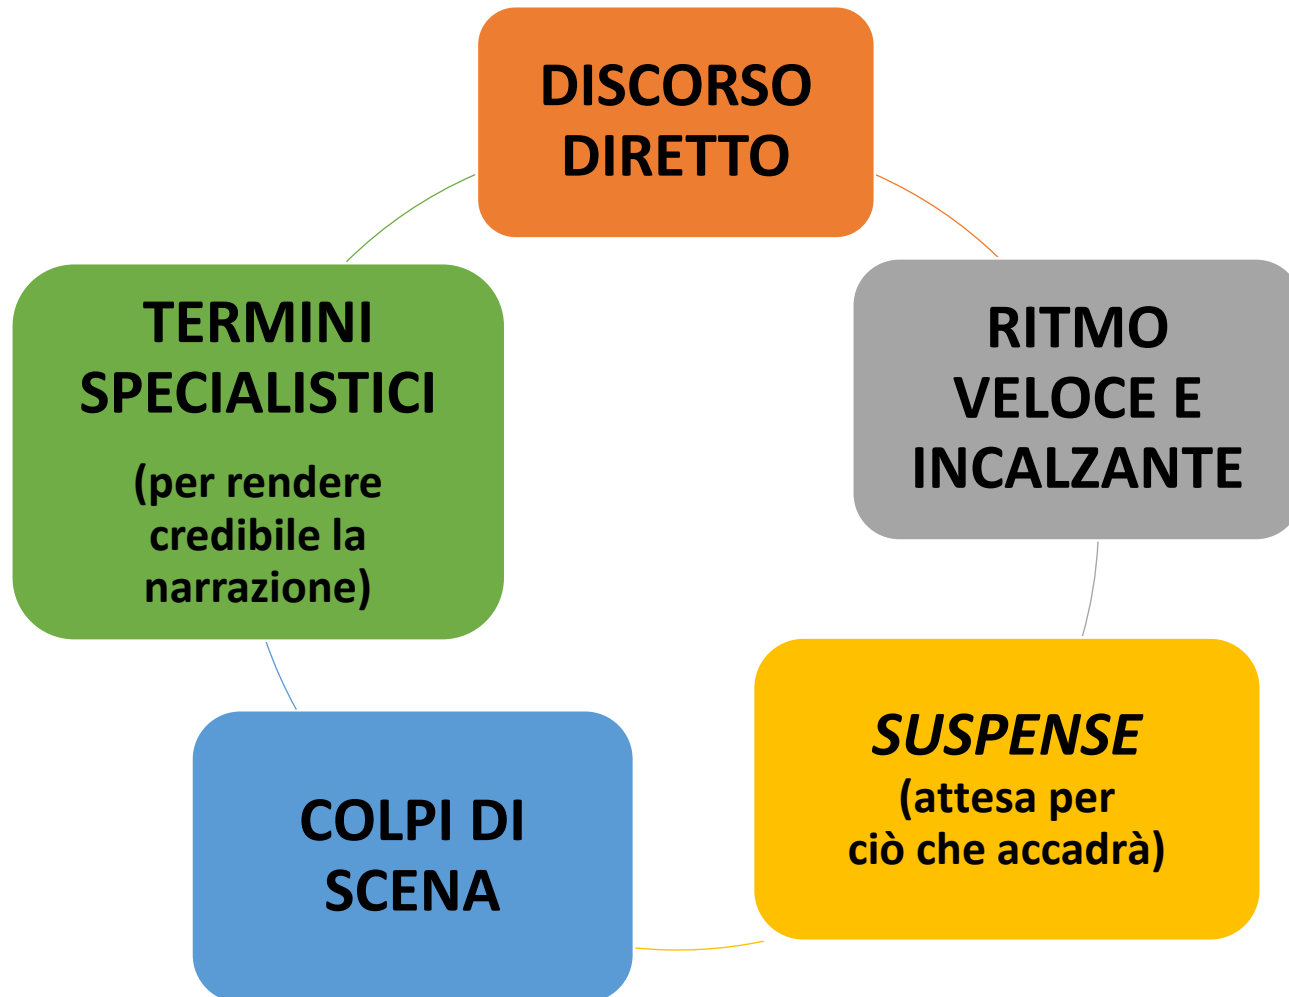 DISCORSO
DIRETTO
RITMO
VELOCE E
INCALZANTE
SUSPENSE
(attesa per
ciò che accadrà)
COLPI DI
SCENA
TERMINI
SPECIALISTICI
(per rendere
credibile la
narrazione)